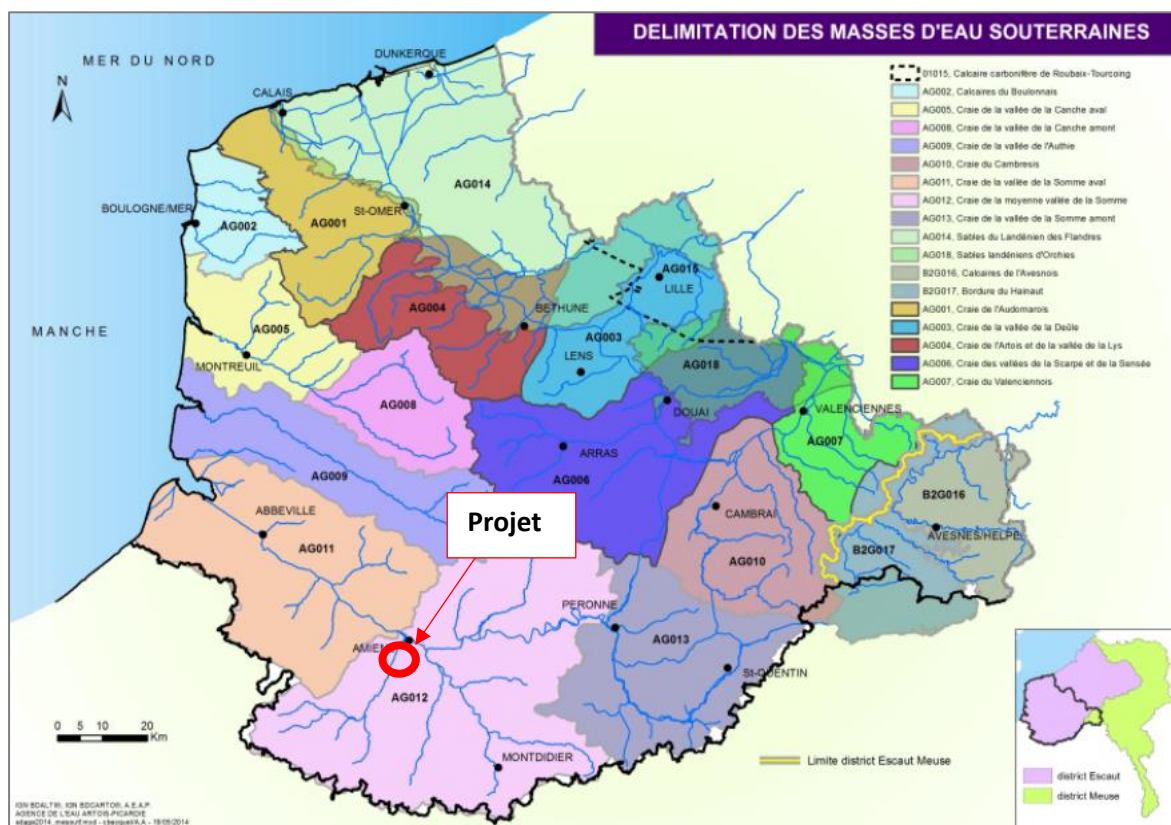 DELIMITATION DES MASSES D'EAU SOUTERRAINES
MER DU NORD
N
DUNKERQUE
CALAIS
AG014
BOULOGNE/MER
AG002
AG001
St-OMER
AG015
LILLE
MANCHE
AG004
BETHUNE
AG005
AG003
LENS
MONTREUIL
AG018
AG008
DOUAI
VALENCIENNES
ARRAS
AG007
AG009
AG006
B2G016
Projet
CAMBRAI
ABBEVILLE
AVESNES/HELPE
AG011
B2G017
AG010
PERONNE
AG013
AMIENS
St-QUENTIN
AG012
MONTDIDIER
0 5 10 20
Km
01015, Calcaire carbonifère de Roubaix-Tourcoing
AG002, Calcaires du Boulonnais
AG005, Craie de la vallée de la Canche aval
AG008, Craie de la vallée de la Canche amont
AG009, Craie de la vallée de l'Authie
AG010, Craie du Cambresis
AG011, Craie de la vallée de la Somme aval
AG012, Craie de la moyenne vallée de la Somme
AG013, Craie de la vallée de la Somme amont
AG014, Sables du Landénien des Flandres
AG018, Sables landéniens d'Orchies
B2G016, Calcaires de l'Avesnois
B2G017, Bordure du Hainaut
AG001, Craie de l'Audomarois
AG003, Craie de la vallée de la Deûle
AG004, Craie de l'Artois et de la vallée de la Lys
AG006, Craie des vallées de la Scarpe et de la Sensée
AG007, Craie du Valenciennois
Limite district Escaut Meuse
district Escaut
district Meuse
IGN BDALTI®, IGN BDCARTO®, A.E.A.P.
AGENCE DE L'EAU ARTOIS-PICARDIE